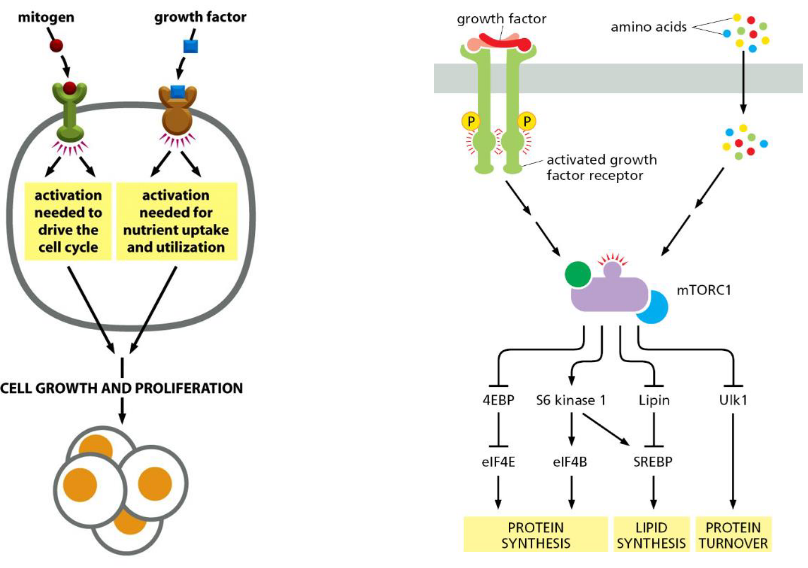 mitogen
growth factor
activation
needed to
drive the
cell cycle
activation
needed for
nutrient uptake
and utilization
CELL GROWTH AND PROLIFERATION
growth factor
amino acids
P
P
activated growth
factor receptor
mTORC1
4EBP
S6 kinase 1
Lipin
Ulk1
eIF4E
eIF4B
SREBP
PROTEIN
SYNTHESIS
LIPID
SYNTHESIS
PROTEIN
TURNOVER